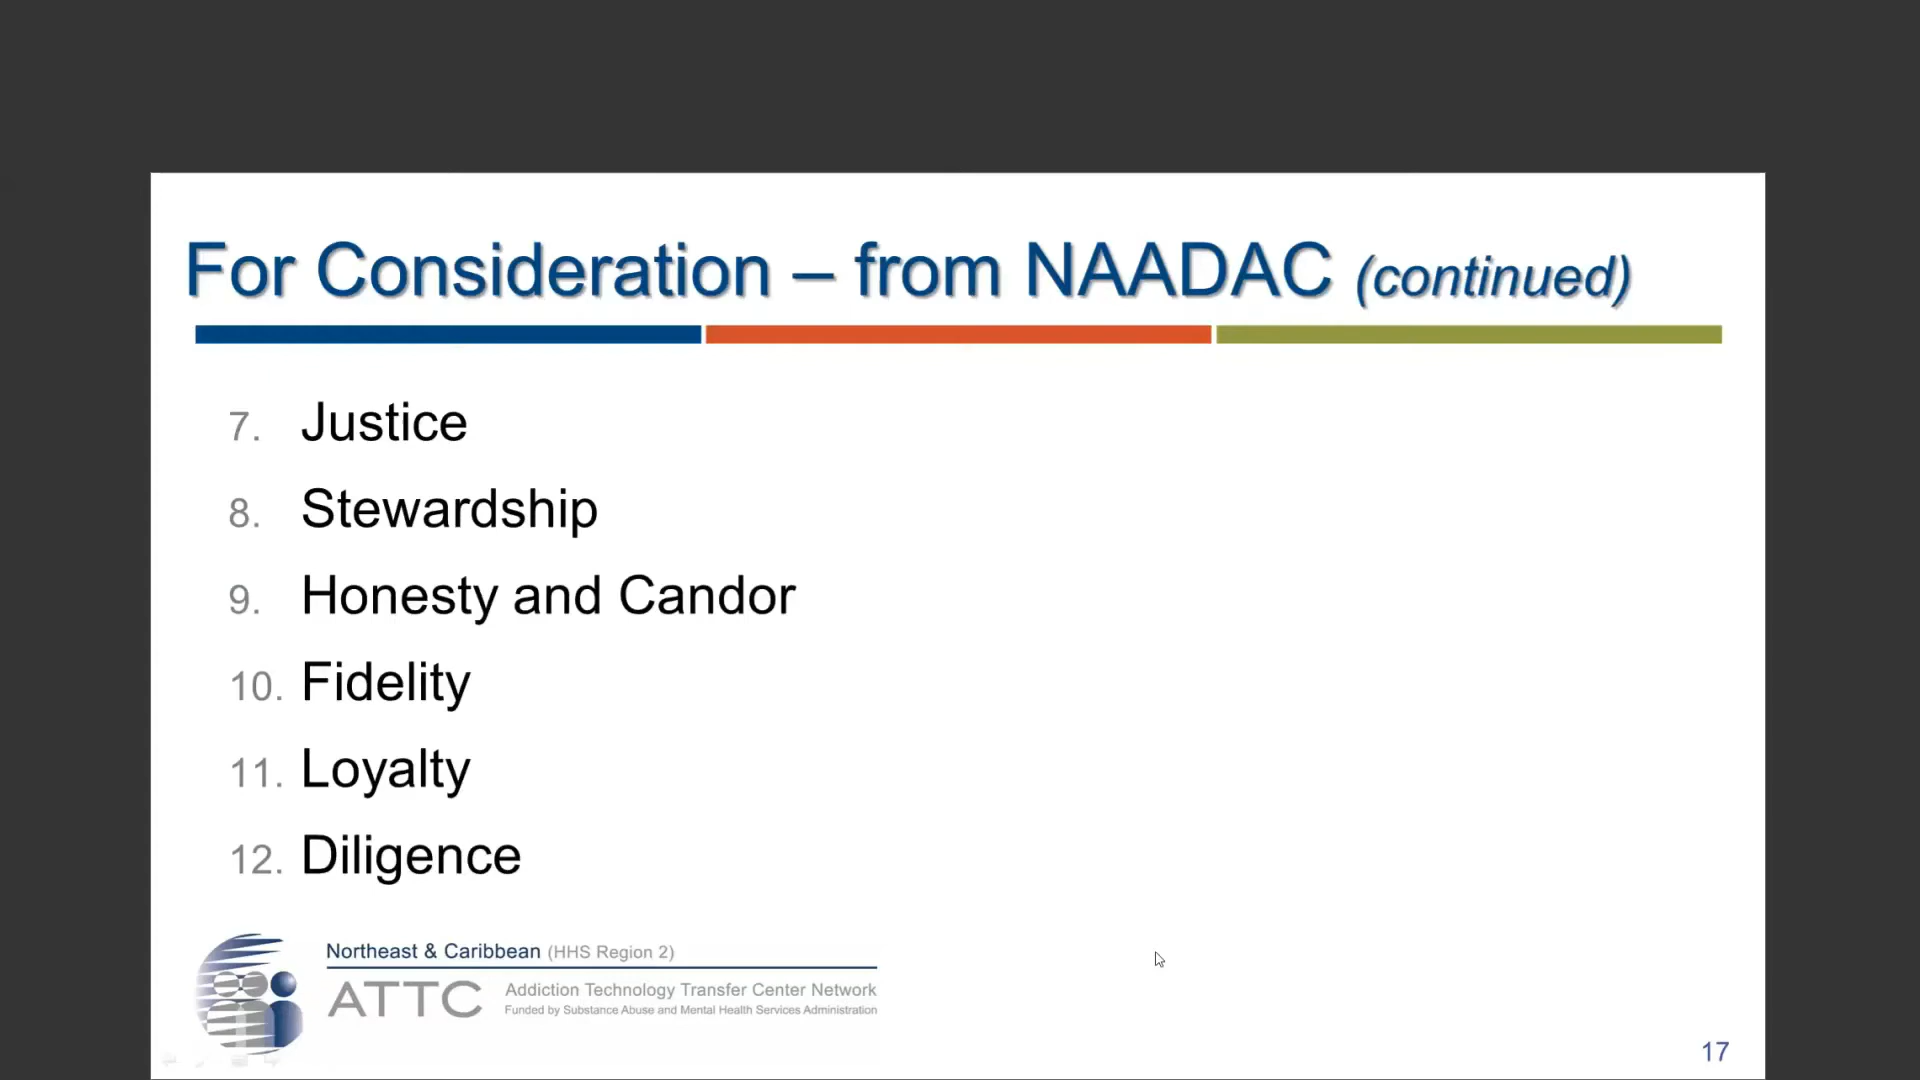 For Consideration – from NAADAC (continued)
7. Justice
8. Stewardship
9. Honesty and Candor
10. Fidelity
11. Loyalty
12. Diligence
Northeast & Caribbean (HHS Region 2)
ATTC Addiction Technology Transfer Center Network
Funded by Substance Abuse and Mental Health Services Administration
17